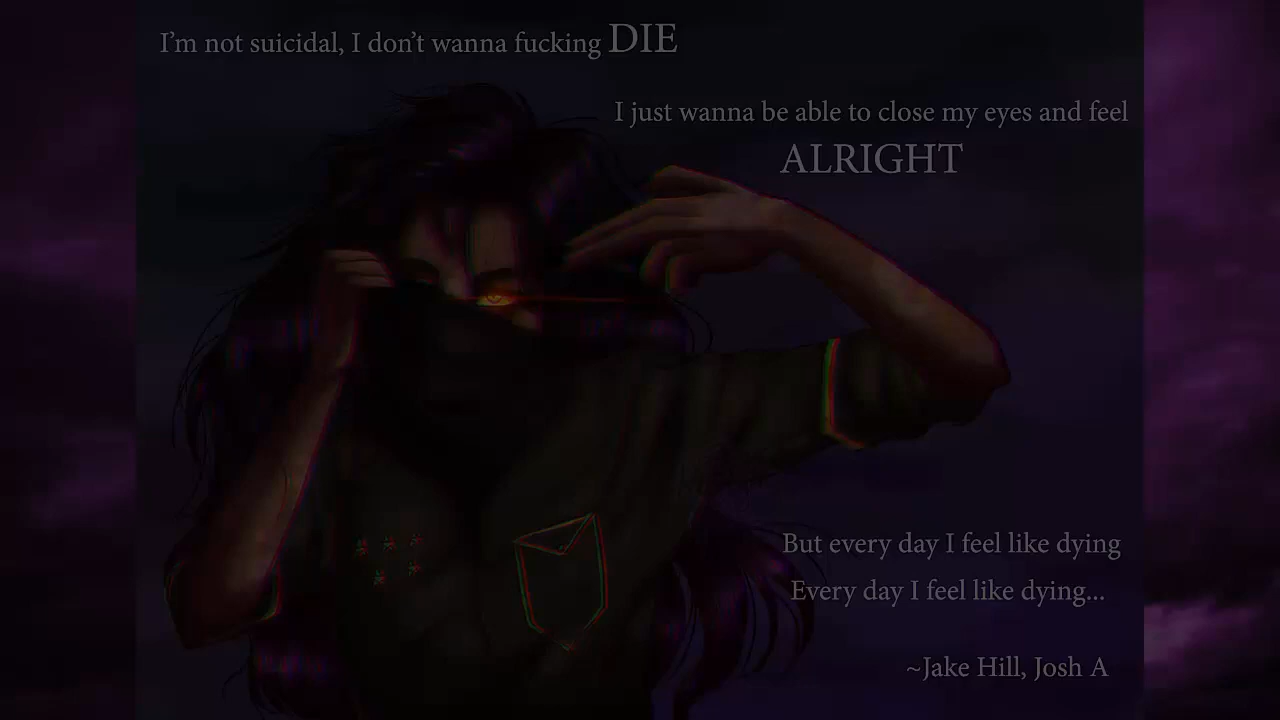 I'm not suicidal, I don't wanna fucking DIE
I just wanna be able to close my eyes and feel
ALRIGHT
But every day I feel like dying
Every day I feel like dying...
~Jake Hill, Josh A